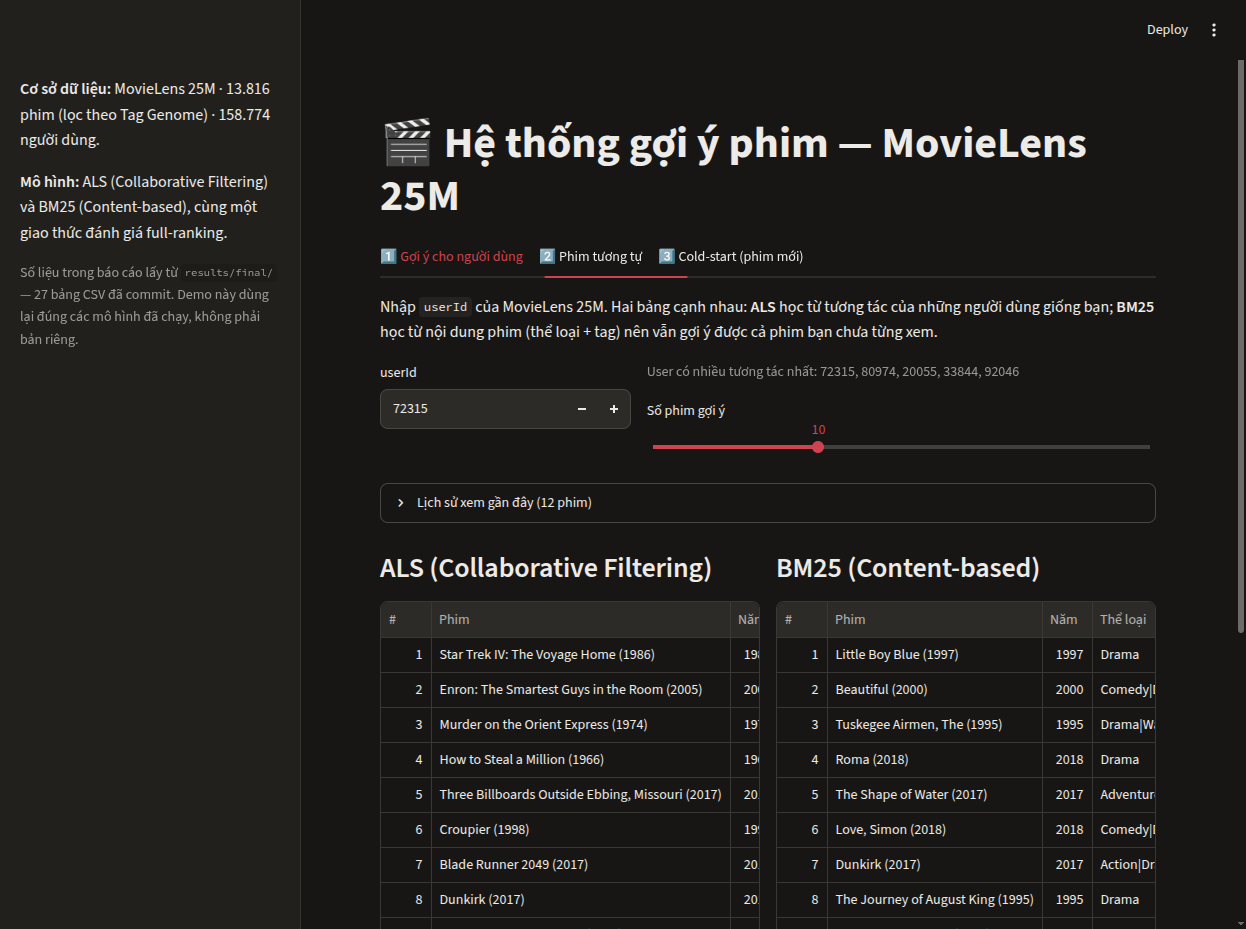 Deploy
Cơ sở dữ liệu: MovieLens 25M · 13.816
phim (lọc theo Tag Genome) · 158.774
người dùng.
Mô hình: ALS (Collaborative Filtering)
và BM25 (Content-based), cùng một
giao thức đánh giá full-ranking.
Số liệu trong báo cáo lấy từ results/final/
— 27 bảng CSV đã commit. Demo này dùng
lại đúng các mô hình đã chạy, không phải
bản riêng.
🎬 Hệ thống gợi ý phim — MovieLens
25M
1️⃣ Gợi ý cho người dùng 2️⃣ Phim tương tự 3️⃣ Cold-start (phim mới)
Nhập userId của MovieLens 25M. Hai bảng cạnh nhau: ALS học từ tương tác của những người dùng giống bạn; BM25
học từ nội dung phim (thể loại + tag) nên vẫn gợi ý được cả phim bạn chưa từng xem.
userId
72315
User có nhiều tương tác nhất: 72315, 80974, 20055, 33844, 92046
Số phim gợi ý
10
Lịch sử xem gần đây (12 phim)
ALS (Collaborative Filtering)
# Phim
1 Star Trek IV: The Voyage Home (1986)
2 Enron: The Smartest Guys in the Room (2005)
3 Murder on the Orient Express (1974)
4 How to Steal a Million (1966)
5 Three Billboards Outside Ebbing, Missouri (2017)
6 Croupier (1998)
7 Blade Runner 2049 (2017)
8 Dunkirk (2017)
BM25 (Content-based)
# Phim Năm Thể loại
1 Little Boy Blue (1997) 1997 Drama
2 Beautiful (2000) 2000 Comedy|
3 Tuskegee Airmen, The (1995) 1995 Drama|
4 Roma (2018) 2018 Drama
5 The Shape of Water (2017) 2017 Adventur
6 Love, Simon (2018) 2018 Comedy|
7 Dunkirk (2017) 2017 Action|Dr
8 The Journey of August King (1995) 1995 Drama